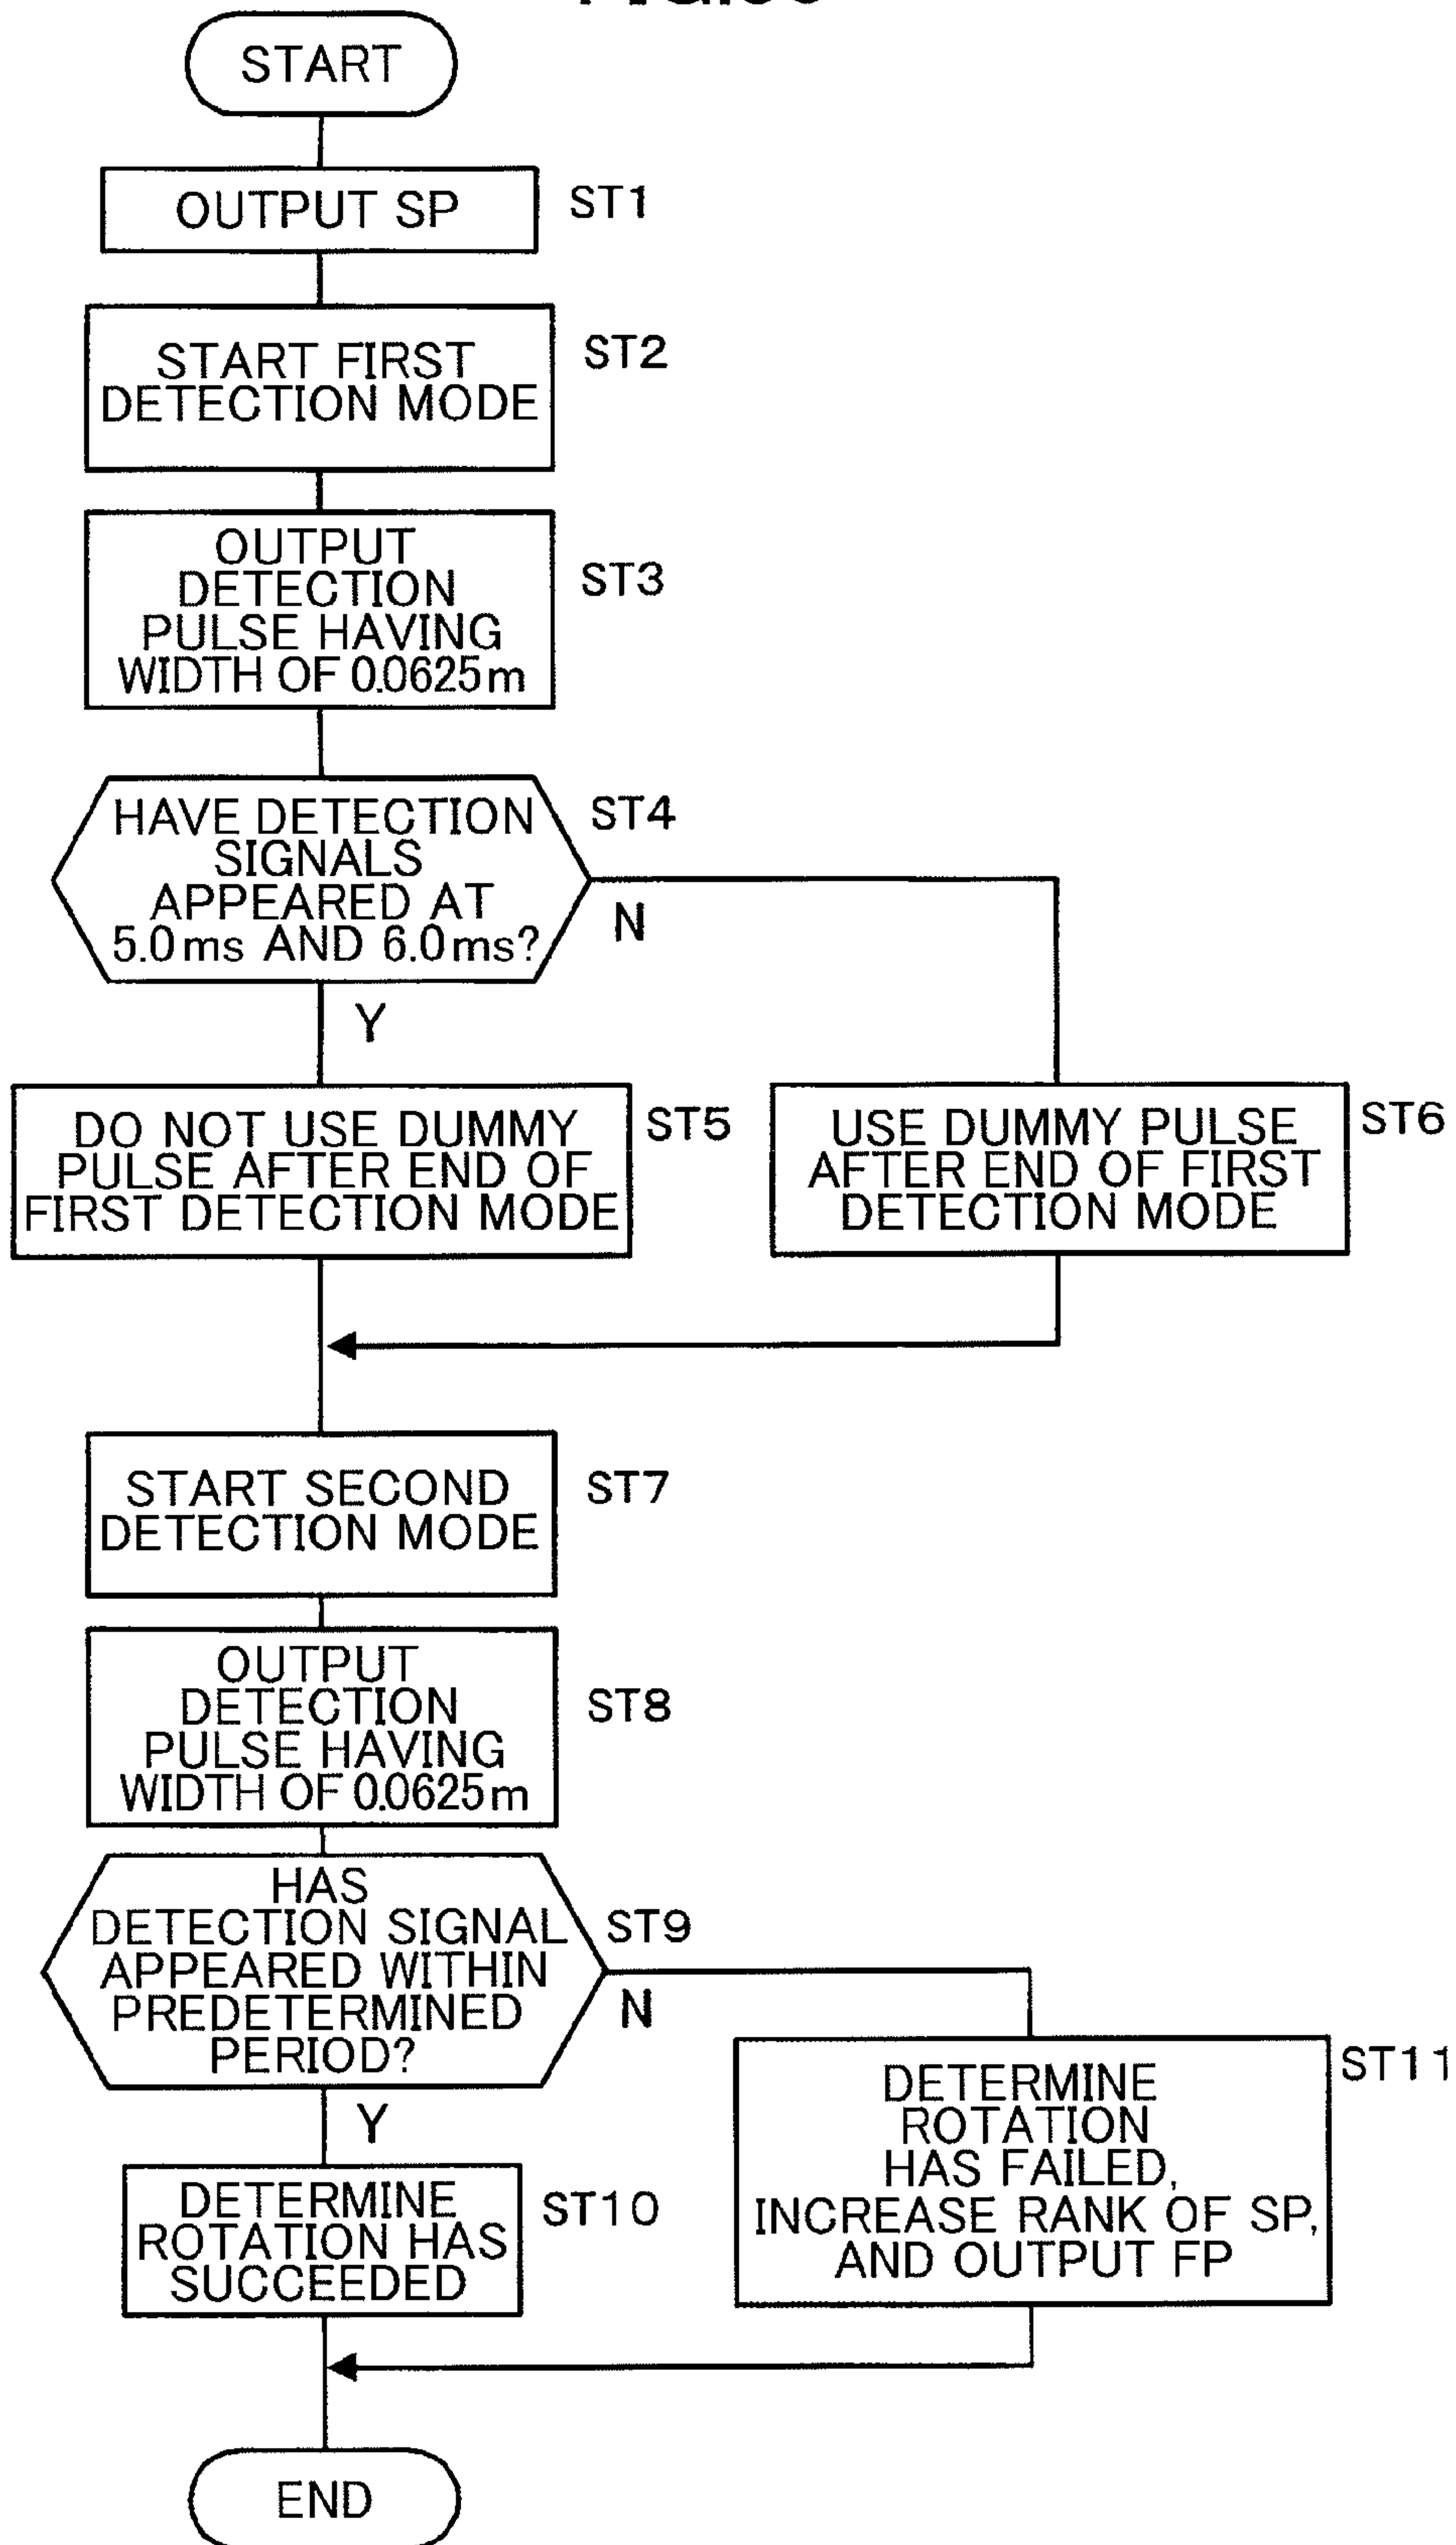 START
OUTPUT SP
ST1
START FIRST
DETECTION MODE
ST2
OUTPUT
DETECTION
PULSE HAVING
WIDTH OF 0.0625m
ST3
HAVE DETECTION
SIGNALS
APPEARED AT
5.0ms AND 6.0ms?
ST4
N
Y
DO NOT USE DUMMY
PULSE AFTER END OF
FIRST DETECTION MODE
ST5
USE DUMMY PULSE
AFTER END OF FIRST
DETECTION MODE
ST6
START SECOND
DETECTION MODE
ST7
OUTPUT
DETECTION
PULSE HAVING
WIDTH OF 0.0625m
ST8
HAS
DETECTION SIGNAL
APPEARED WITHIN
PREDETERMINED
PERIOD?
ST9
N
Y
DETERMINE
ROTATION HAS
SUCCEEDED
ST10
DETERMINE
ROTATION
HAS FAILED,
INCREASE RANK OF SP,
AND OUTPUT FP
ST11
END